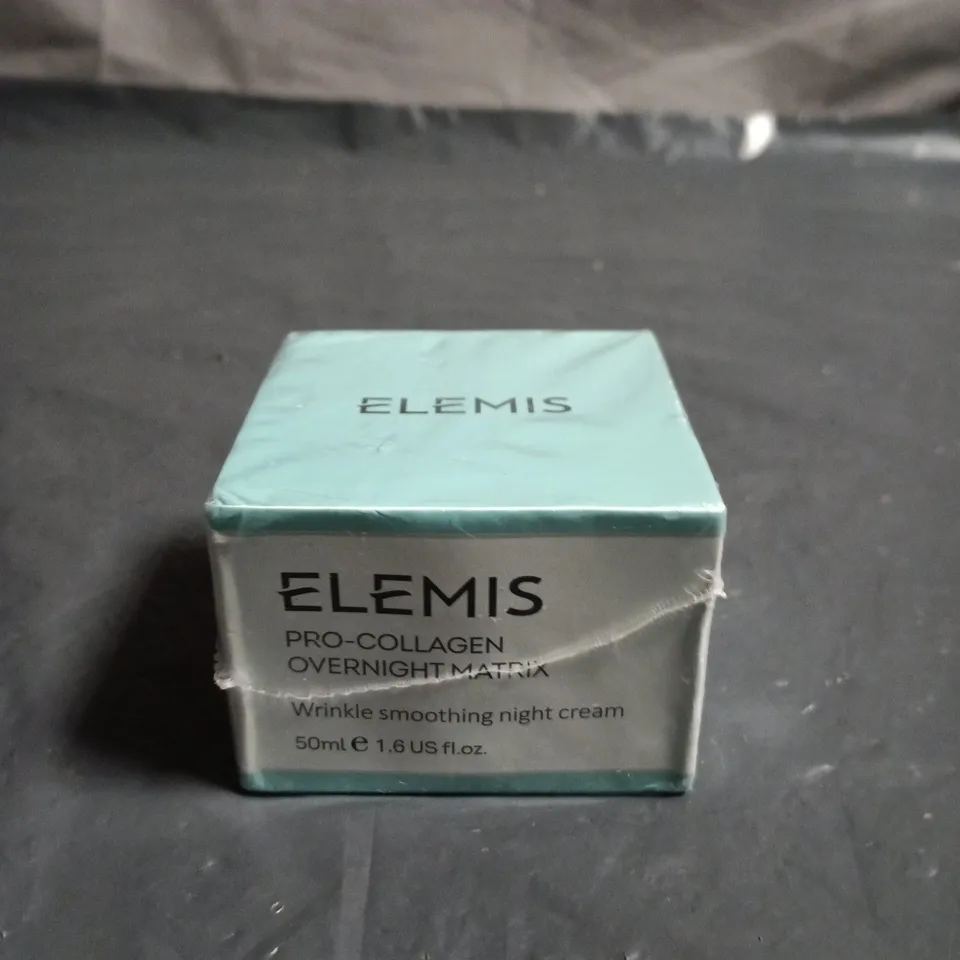 ELEMIS
ELEMIS
PRO-COLLAGEN
OVERNIGHT MATRIX
Wrinkle smoothing night cream
50ml ℮ 1.6 US fl.oz.